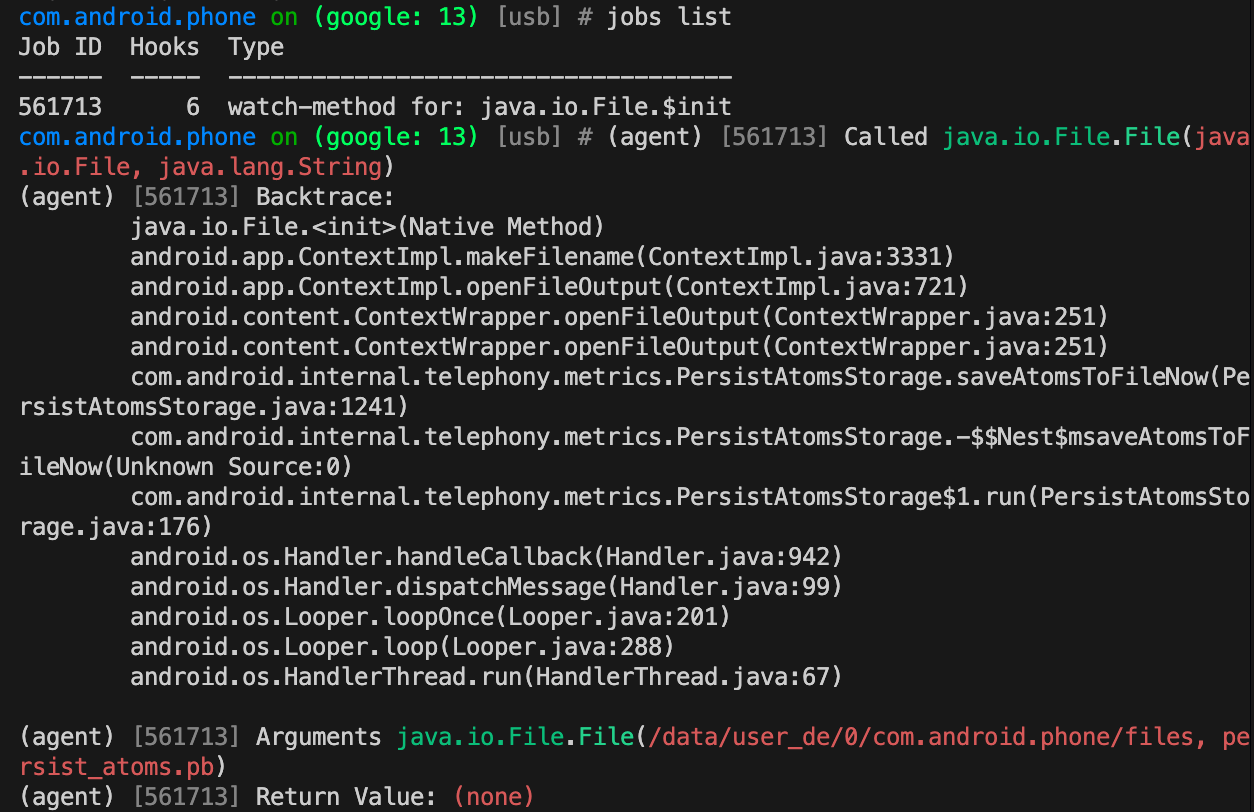 com.android.phone on (google: 13) [usb] # jobs list
Job ID  Hooks  Type
------  -----  ------------------------------------
561713      6  watch-method for: java.io.File.$init
com.android.phone on (google: 13) [usb] # (agent) [561713] Called java.io.File.File(java
.io.File, java.lang.String)
(agent) [561713] Backtrace:
        java.io.File.<init>(Native Method)
        android.app.ContextImpl.makeFilename(ContextImpl.java:3331)
        android.app.ContextImpl.openFileOutput(ContextImpl.java:721)
        android.content.ContextWrapper.openFileOutput(ContextWrapper.java:251)
        android.content.ContextWrapper.openFileOutput(ContextWrapper.java:251)
        com.android.internal.telephony.metrics.PersistAtomsStorage.saveAtomsToFileNow(Pe
rsistAtomsStorage.java:1241)
        com.android.internal.telephony.metrics.PersistAtomsStorage.-$$Nest$msaveAtomsToF
ileNow(Unknown Source:0)
        com.android.internal.telephony.metrics.PersistAtomsStorage$1.run(PersistAtomsSto
rage.java:176)
        android.os.Handler.handleCallback(Handler.java:942)
        android.os.Handler.dispatchMessage(Handler.java:99)
        android.os.Looper.loopOnce(Looper.java:201)
        android.os.Looper.loop(Looper.java:288)
        android.os.HandlerThread.run(HandlerThread.java:67)

(agent) [561713] Arguments java.io.File.File(/data/user_de/0/com.android.phone/files, pe
rsist_atoms.pb)
(agent) [561713] Return Value: (none)